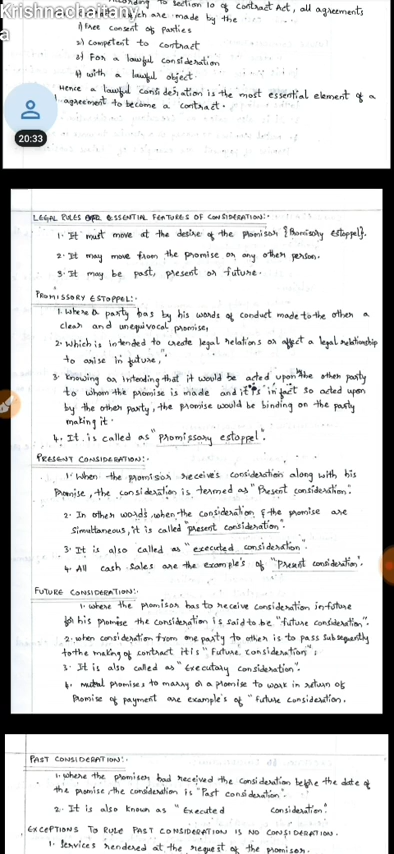 according to section 10 of contract Act, all agreements
Krishnachaitany
a
which are made by the
1) free consent of parties
2) competent to contract
3) For a lawful consideration
4) with a lawful object.
Hence a lawful consideration is the most essential element of a
agreement to become a contract.
20:33
LEGAL RULES ESSENTIAL FEATURES OF CONSIDERATION:-
1. It must move at the desire of the promisor {Promisory Estoppel}.
2. It may move from the promise or any other person.
3. It may be past, present or future.
PROMISSORY ESTOPPEL:-
1. Where a party has by his words of conduct made to the other a
clear and unequivocal promise,
2. Which is intended to create legal relations or affect a legal relationship
to arise in future,
3. knowing or intending that it would be acted upon the other party
to whom the promise is made and it is in fact so acted upon
by the other party, the promise would be binding on the party
making it.
4. It is called as "promissory estoppel".
PRESENT CONSIDERATION:-
1. When the promisor receives consideration along with his
Promise, the consideration is termed as "Present consideration".
2. In other words, when the consideration & the promise are
Simultaneous, it is called "present consideration".
3. It is also called as "executed consideration".
4. All cash sales are the example's of "Present consideration".
FUTURE CONSIDERATION:-
1. where the promisor has to receive consideration in future
for his promise the consideration is said to be "future consideration".
2. when consideration from one party to other is to pass subsequently
to the making of contract it is "Future consideration".
3. It is also called as "Executary consideration".
4. mutal promises to marry or a promise to work in return of
Promise of payment are example's of "Future consideration.
PAST CONSIDERATION:-
1. where the promiser had received the consideration before the date of
the promise, the consideration is "Past consideration".
2. It is also known as "Executed consideration".
EXCEPTIONS TO RULE PAST CONSIDERATION IS NO CONSIDERATION.
1. Services rendered at the request of the promisor.